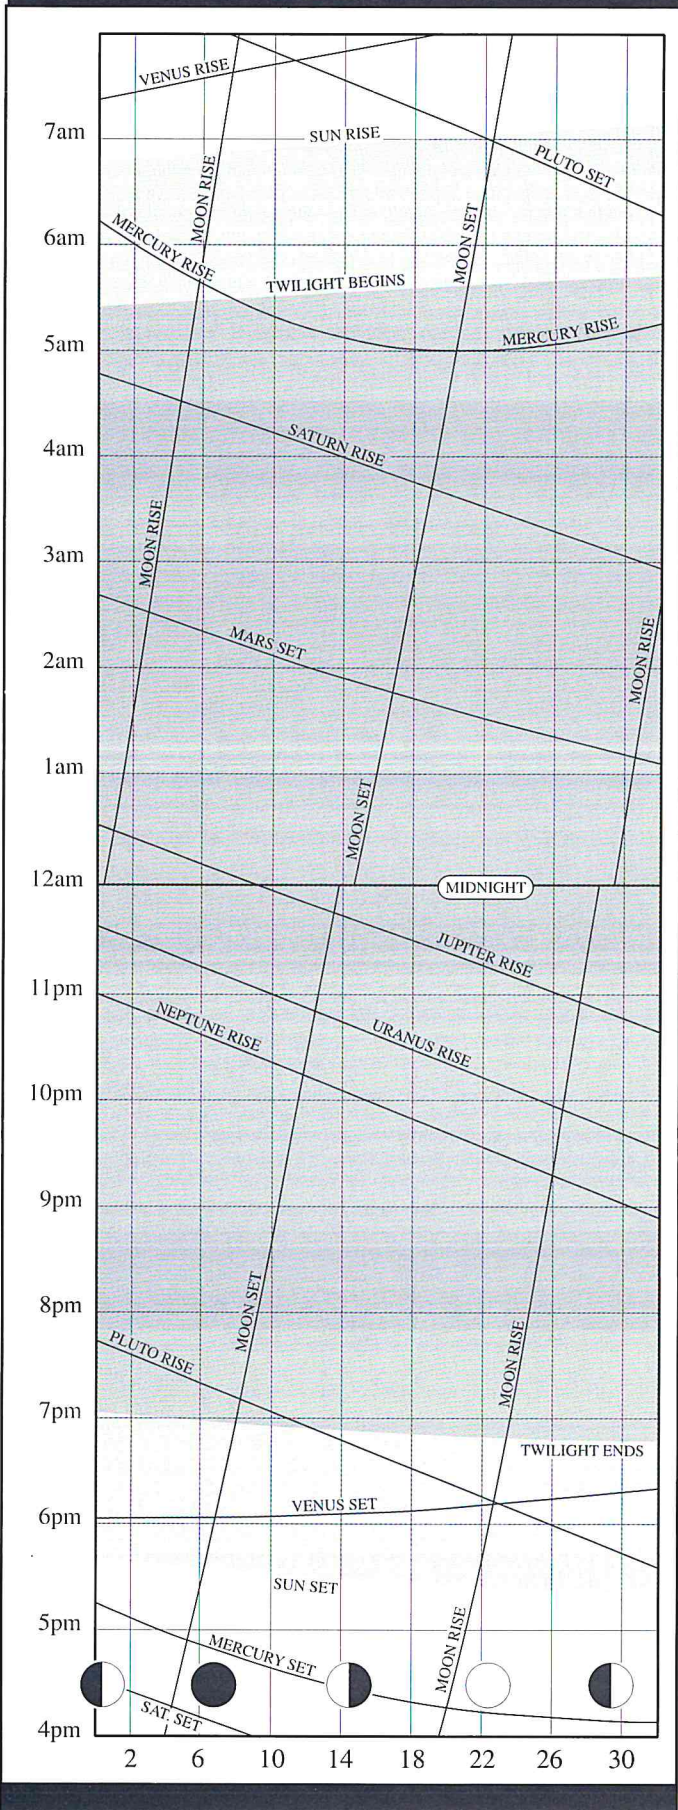 VENUS RISE
7am
SUN RISE
PLUTO SET
MOON RISE
MOON SET
6am
MERCURY RISE
TWILIGHT BEGINS
5am
MERCURY RISE
4am
SATURN RISE
3am
MOON RISE
2am
MARS SET
MOON RISE
1am
MOON SET
12am
MIDNIGHT
JUPITER RISE
11pm
NEPTUNE RISE
URANUS RISE
10pm
9pm
8pm
MOON SET
PLUTO RISE
MOON RISE
7pm
TWILIGHT ENDS
VENUS SET
6pm
SUN SET
5pm
MERCURY SET
MOON RISE
SAT. SET
4pm
2 6 10 14 18 22 26 30